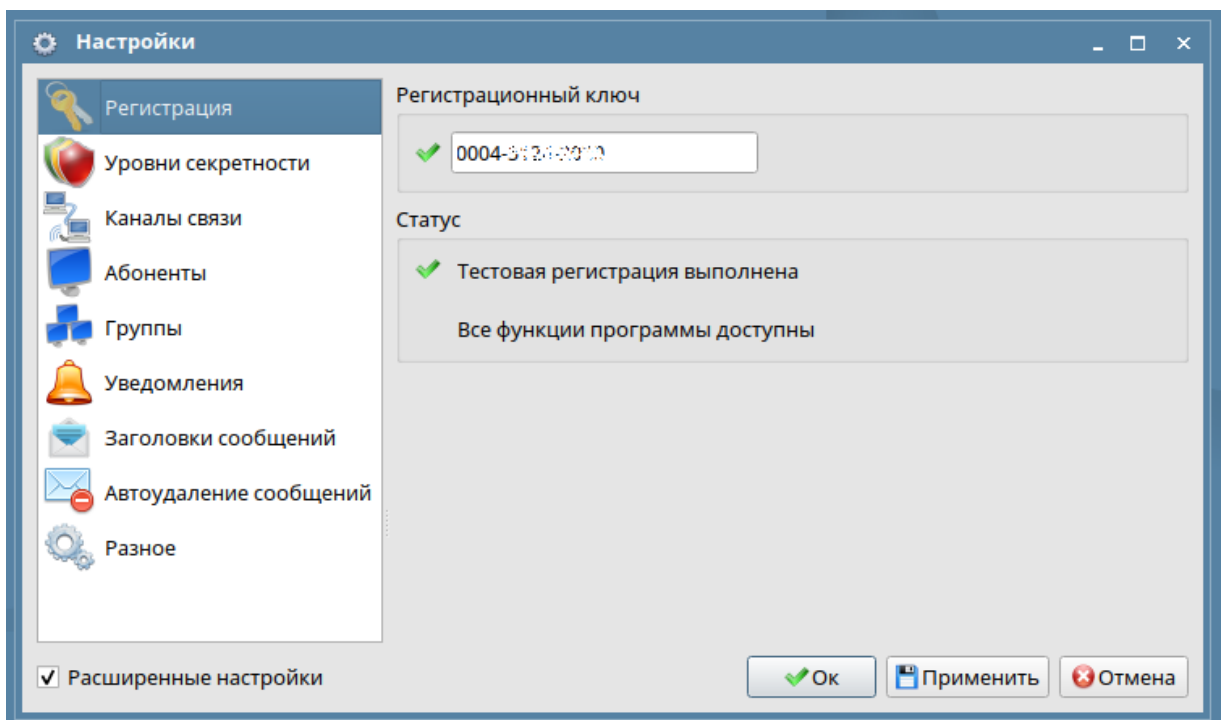 Настройки
Регистрация
Уровни секретности
Каналы связи
Абоненты
Группы
Уведомления
Заголовки сообщений
Автоудаление сообщений
Разное
Расширенные настройки
Регистрационный ключ
0004-
Статус
Тестовая регистрация выполнена
Все функции программы доступны
Ок
Применить
Отмена